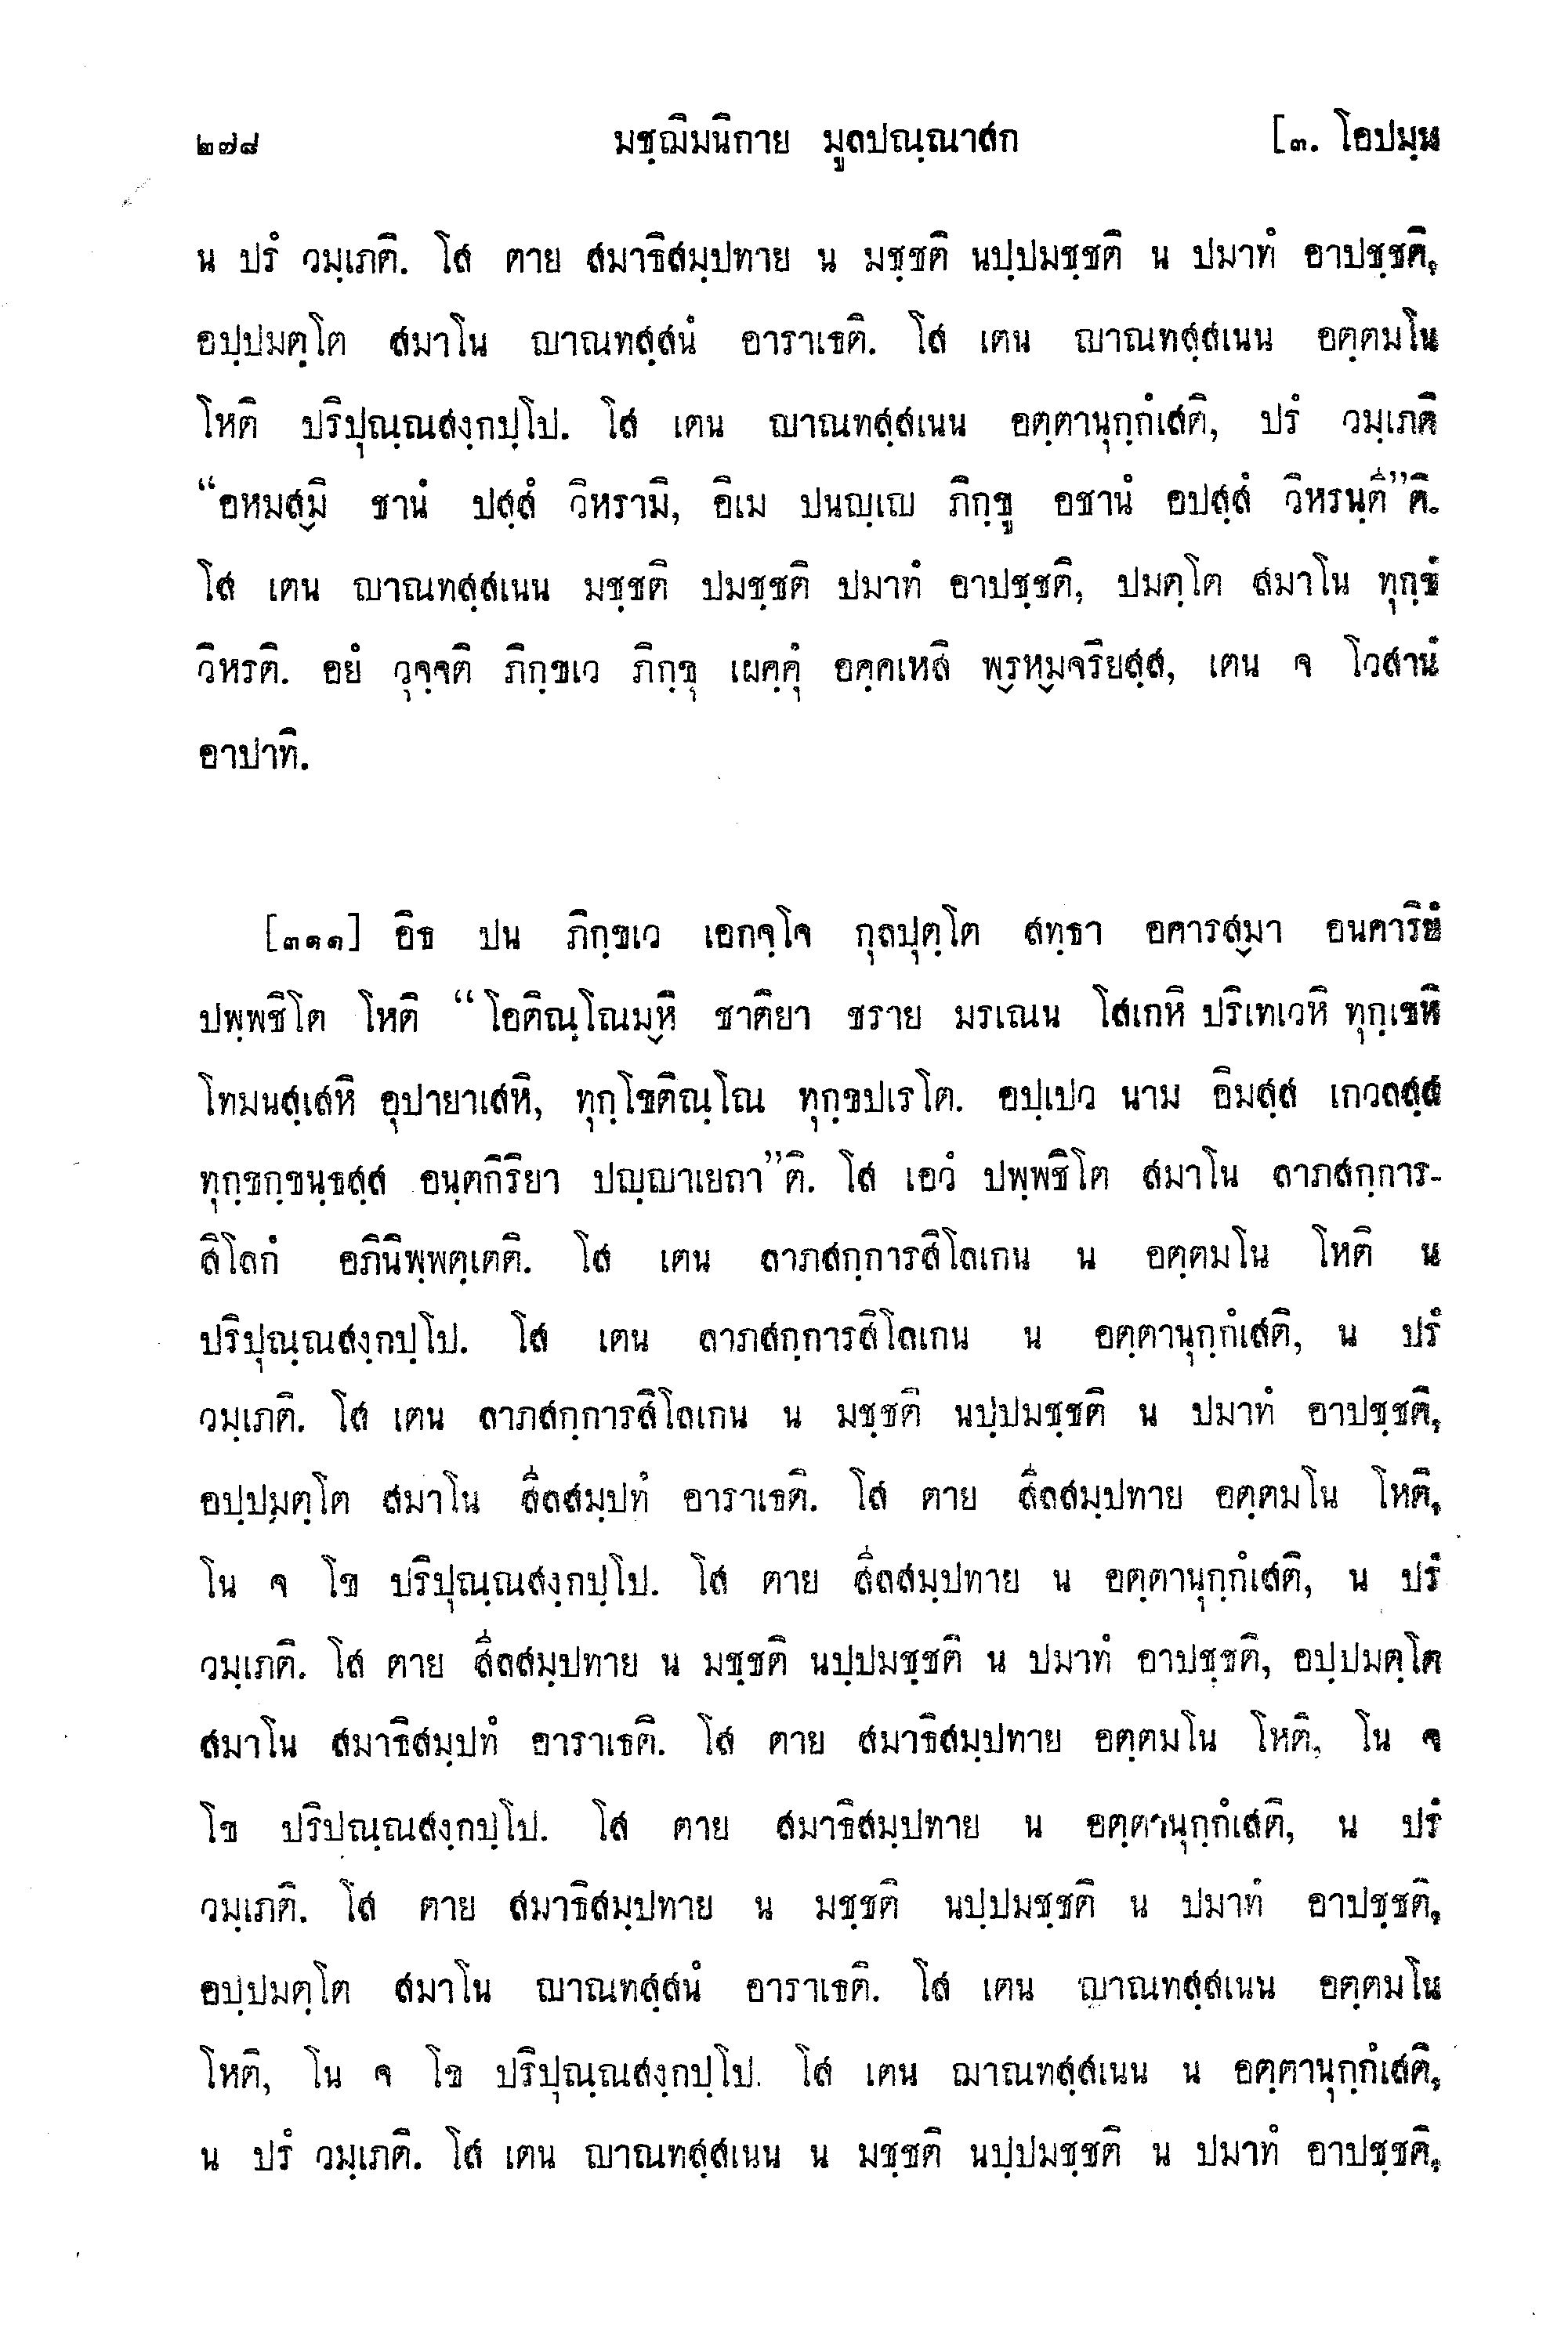 ๒๗๘ มชฺฌิมนิกาย มูลปณฺณาสก [๓. โอปมฺม
น ปรํ วมฺเภติ. โส ตาย สมาธิสมฺปทาย น มชฺชติ นปฺปมชฺชติ น ปมาทํ อาปชฺชติ,
อปฺปมตฺโต สมาโน ญาณทสฺสนํ อาราเธติ. โส เตน ญาณทสฺสเนน อตฺตมโน
โหติ ปริปุณฺณสงฺกปฺโป. โส เตน ญาณทสฺสเนน อตฺตานุกฺกํเสติ, ปรํ วมฺเภติ
“อหมสฺมิ ชานํ ปสฺสํ วิหรามิ, อิเม ปนญฺเญ ภิกฺขู อชานํ อปสฺสํ วิหรนฺตี”ติ.
โส เตน ญาณทสฺสเนน มชฺชติ ปมชฺชติ ปมาทํ อาปชฺชติ, ปมตฺโต สมาโน ทุกฺขํ
วิหรติ. อยํ วุจฺจติ ภิกฺขเว ภิกฺขุ เผคฺคุํ อคฺคเหสิ พฺรหฺมจริยสฺส, เตน จ โวสานํ
อาปาทิ.
[๓๑๑] อิธ ปน ภิกฺขเว เอกจฺโจ กุลปุตฺโต สทฺธา อคารสฺมา อนคาริยํ
ปพฺพชิโต โหติ “โอติณฺโณมฺหิ ชาติยา ชราย มรเณน โสเกหิ ปริเทเวหิ ทุกฺเขหิ
โทมนสฺเสหิ อุปายาเสหิ, ทุกฺโขติณฺโณ ทุกฺขปเรโต. อปฺเปว นาม อิมสฺส เกวลสฺส
ทุกฺขกฺขนฺธสฺส อนฺตกิริยา ปญฺญาเยถา”ติ. โส เอวํ ปพฺพชิโต สมาโน ลาภสกฺการ-
สิโลกํ อภินิพฺพตฺเตติ. โส เตน ลาภสกฺการสิโลเกน น อตฺตมโน โหติ น
ปริปุณฺณสงฺกปฺโป. โส เตน ลาภสกฺการสิโลเกน น อตฺตานุกฺกํเสติ, น ปรํ
วมฺเภติ. โส เตน ลาภสกฺการสิโลเกน น มชฺชติ นปฺปมชฺชติ น ปมาทํ อาปชฺชติ,
อปฺปมตฺโต สมาโน สีลสมฺปทํ อาราเธติ. โส ตาย สีลสมฺปทาย อตฺตมโน โหติ,
โน จ โข ปริปุณฺณสงฺกปฺโป. โส ตาย สีลสมฺปทาย น อตฺตานุกฺกํเสติ, น ปรํ
วมฺเภติ. โส ตาย สีลสมฺปทาย น มชฺชติ นปฺปมชฺชติ น ปมาทํ อาปชฺชติ, อปฺปมตฺโต
สมาโน สมาธิสมฺปทํ อาราเธติ. โส ตาย สมาธิสมฺปทาย อตฺตมโน โหติ, โน จ
โข ปริปณฺณสงฺกปฺโป. โส ตาย สมาธิสมฺปทาย น อตฺตานุกฺกํเสติ, น ปรํ
วมฺเภติ. โส ตาย สมาธิสมฺปทาย น มชฺชติ นปฺปมชฺชติ น ปมาทํ อาปชฺชติ,
อปฺปมตฺโต สมาโน ญาณทสฺสนํ อาราเธติ. โส เตน ญาณทสฺสเนน อตฺตมโน
โหติ, โน จ โข ปริปุณฺณสงฺกปฺโป. โส เตน ฌาณทสฺสเนน น อตฺตานุกฺกํเสติ,
น ปรํ วมฺเภติ. โส เตน ญาณทสฺสเนน น มชฺชติ นปฺปมชฺชติ น ปมาทํ อาปชฺชติ,